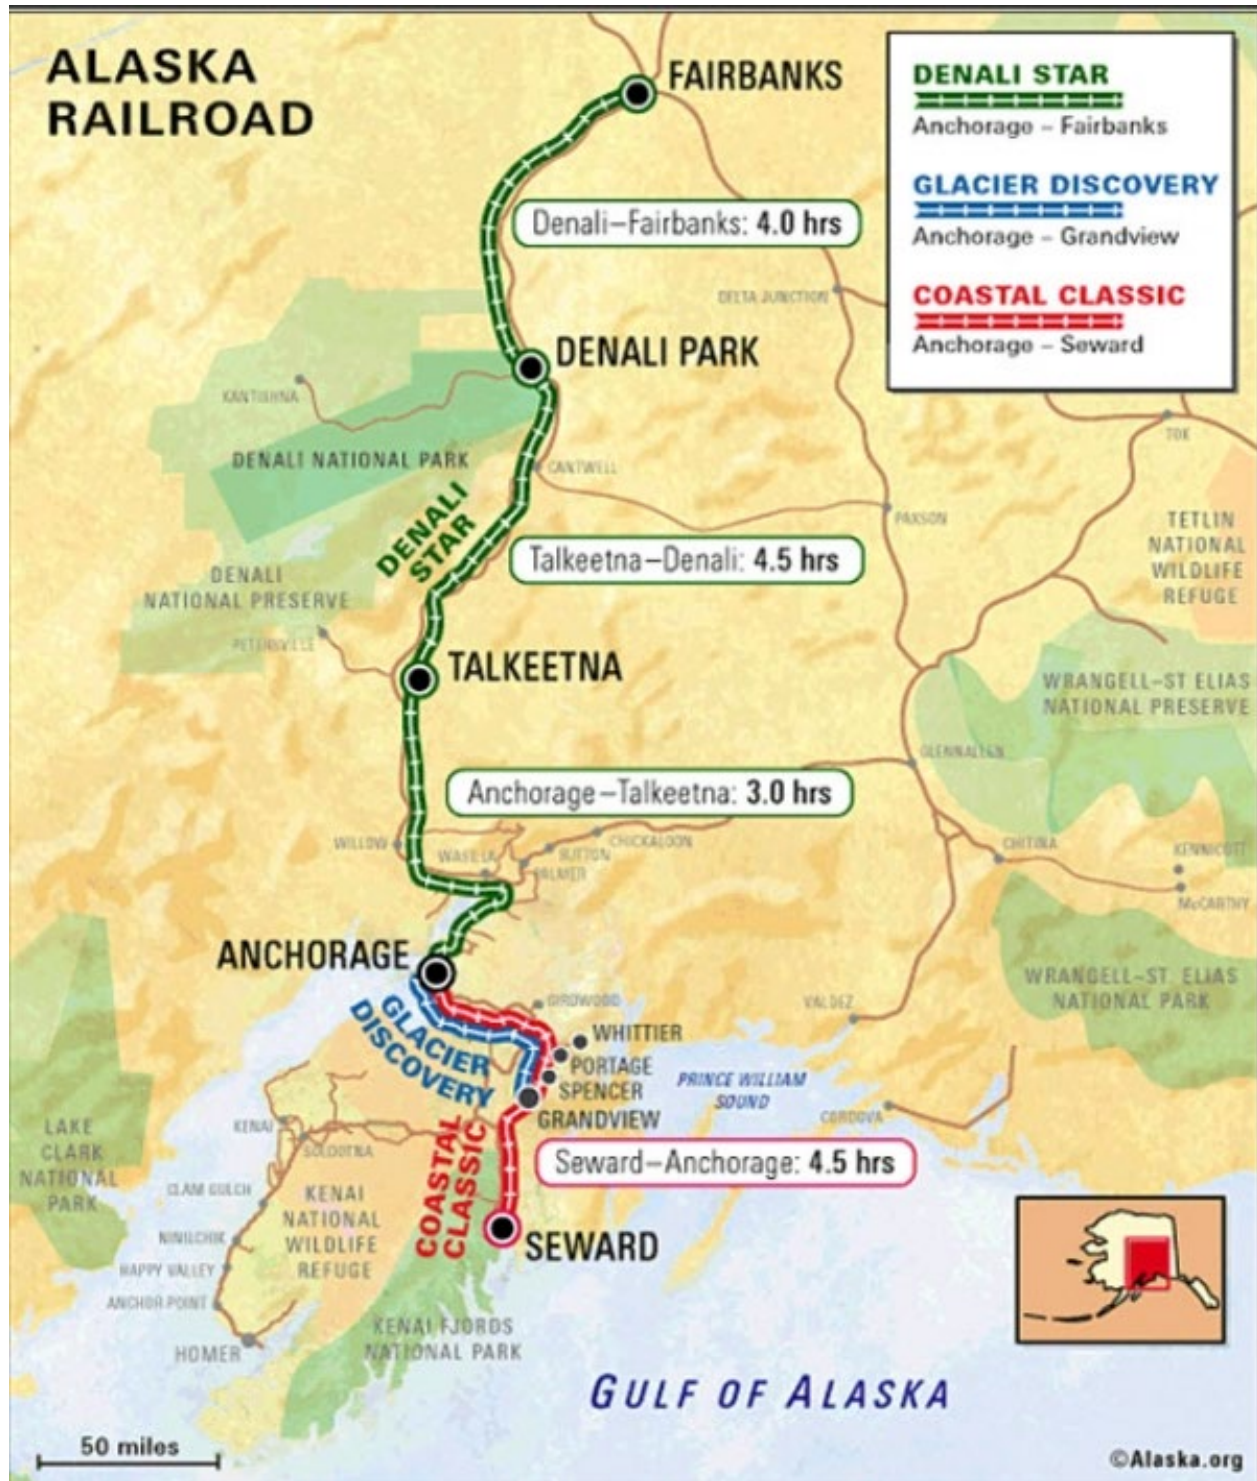 ALASKA
RAILROAD
FAIRBANKS
DENALI STAR
Anchorage – Fairbanks
GLACIER DISCOVERY
Anchorage – Grandview
COASTAL CLASSIC
Anchorage – Seward
Denali–Fairbanks: 4.0 hrs
DELTA JUNCTION
DENALI PARK
KANTISHNA
TOK
DENALI NATIONAL PARK
CANTWELL
DENALI
STAR
PAXSON
TETLIN
NATIONAL
WILDLIFE
REFUGE
Talkeetna–Denali: 4.5 hrs
DENALI
NATIONAL PRESERVE
PETERSVILLE
TALKEETNA
WRANGELL–ST ELIAS
NATIONAL PRESERVE
GLENNALLEN
Anchorage–Talkeetna: 3.0 hrs
WILLOW
WASILLA
SUTTON
CHICKALOON
PALMER
CHITINA
KENNICOTT
McCARTHY
ANCHORAGE
WRANGELL–ST. ELIAS
NATIONAL PARK
GIRDWOOD
VALDEZ
GLACIER
DISCOVERY
WHITTIER
PORTAGE
SPENCER
GRANDVIEW
PRINCE WILLIAM
SOUND
CORDOVA
LAKE
CLARK
NATIONAL
PARK
KENAI
SOLDOTNA
COASTAL
CLASSIC
Seward–Anchorage: 4.5 hrs
CLAM GULCH
KENAI
NATIONAL
WILDLIFE
REFUGE
NINILCHIK
HAPPY VALLEY
ANCHOR POINT
HOMER
SEWARD
KENAI FJORDS
NATIONAL PARK
GULF OF ALASKA
50 miles
©Alaska.org